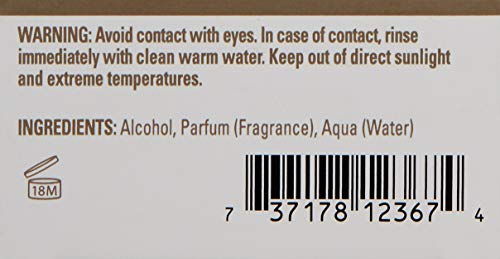 WARNING: Avoid contact with eyes. In case of contact, rinse
immediately with clean warm water. Keep out of direct sunlight
and extreme temperatures.
INGREDIENTS: Alcohol, Parfum (Fragrance), Aqua (Water)
18M
7 37178 12367 4